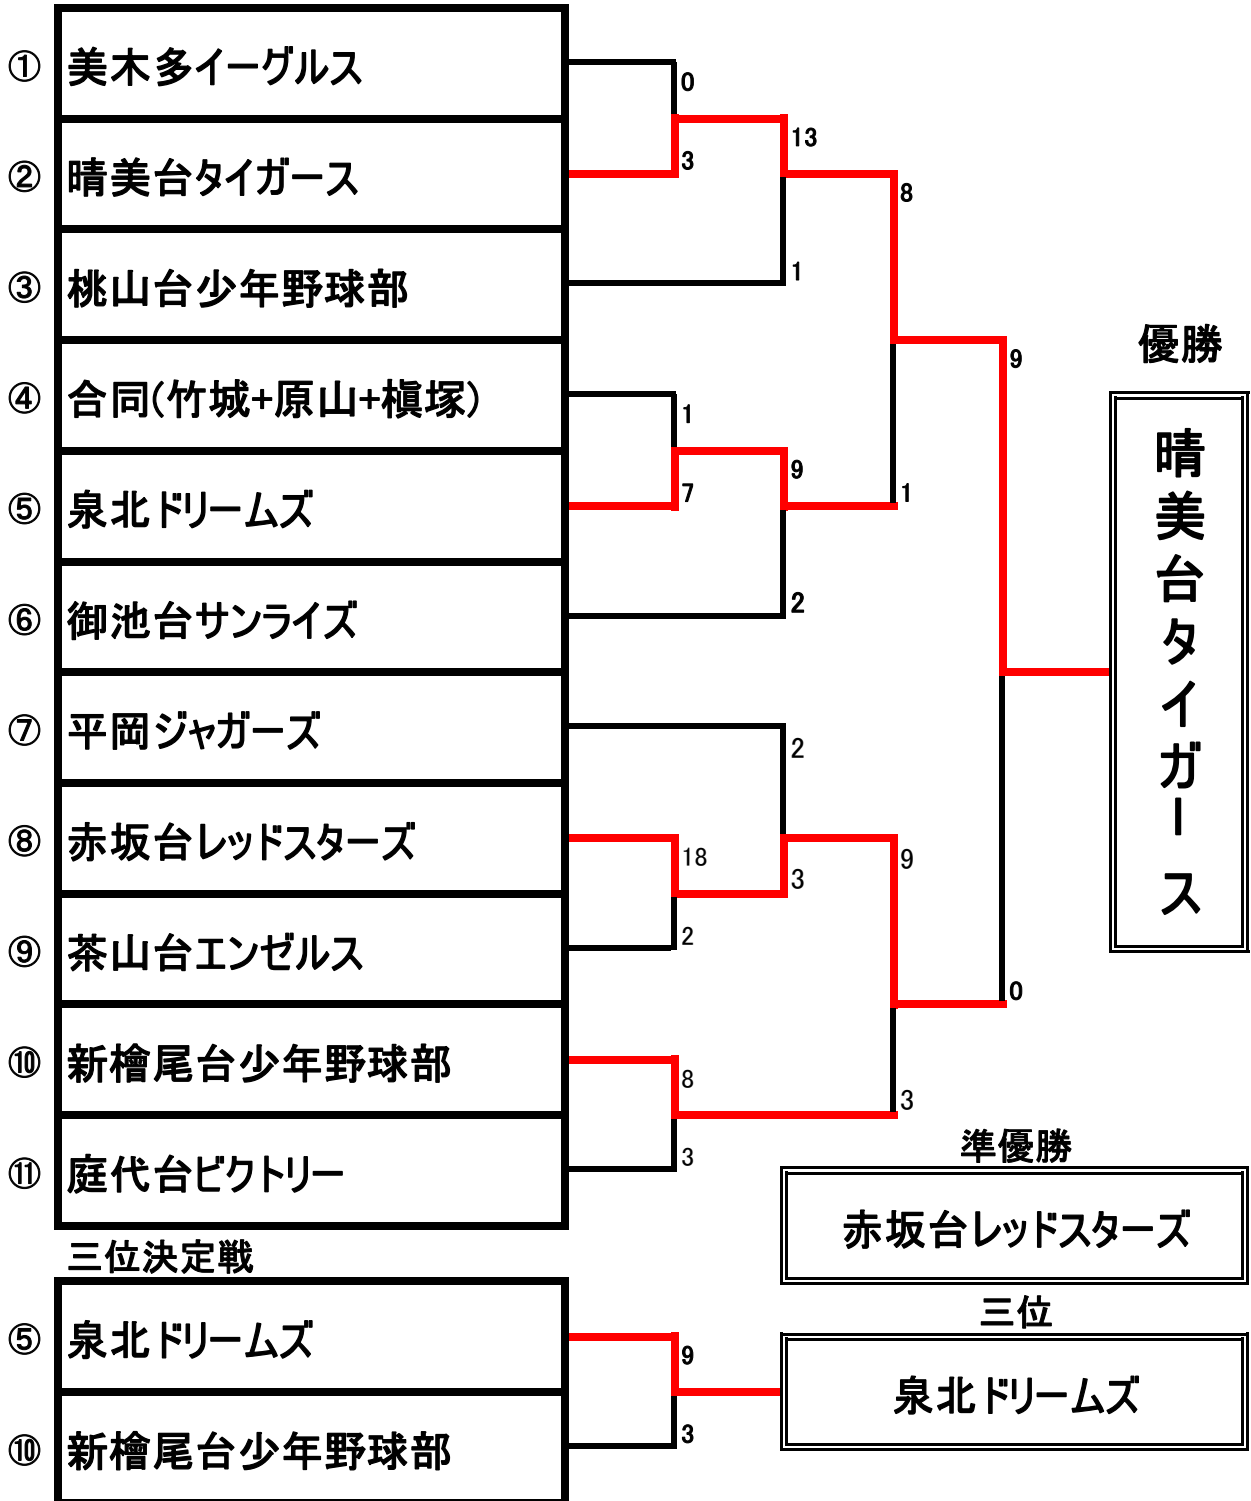 ① 美木多イーグルス
0
② 晴美台タイガース
3
13
8
③ 桃山台少年野球部
1
9
優勝
晴美台タイガース
④ 合同(竹城+原山+槇塚)
1
⑤ 泉北ドリームズ
7
9
1
⑥ 御池台サンライズ
2
⑦ 平岡ジャガーズ
2
⑧ 赤坂台レッドスターズ
18
3
9
⑨ 茶山台エンゼルス
2
0
⑩ 新檜尾台少年野球部
8
3
⑪ 庭代台ビクトリー
3
準優勝
赤坂台レッドスターズ
三位決定戦
⑤ 泉北ドリームズ
9
⑩ 新檜尾台少年野球部
3
三位
泉北ドリームズ